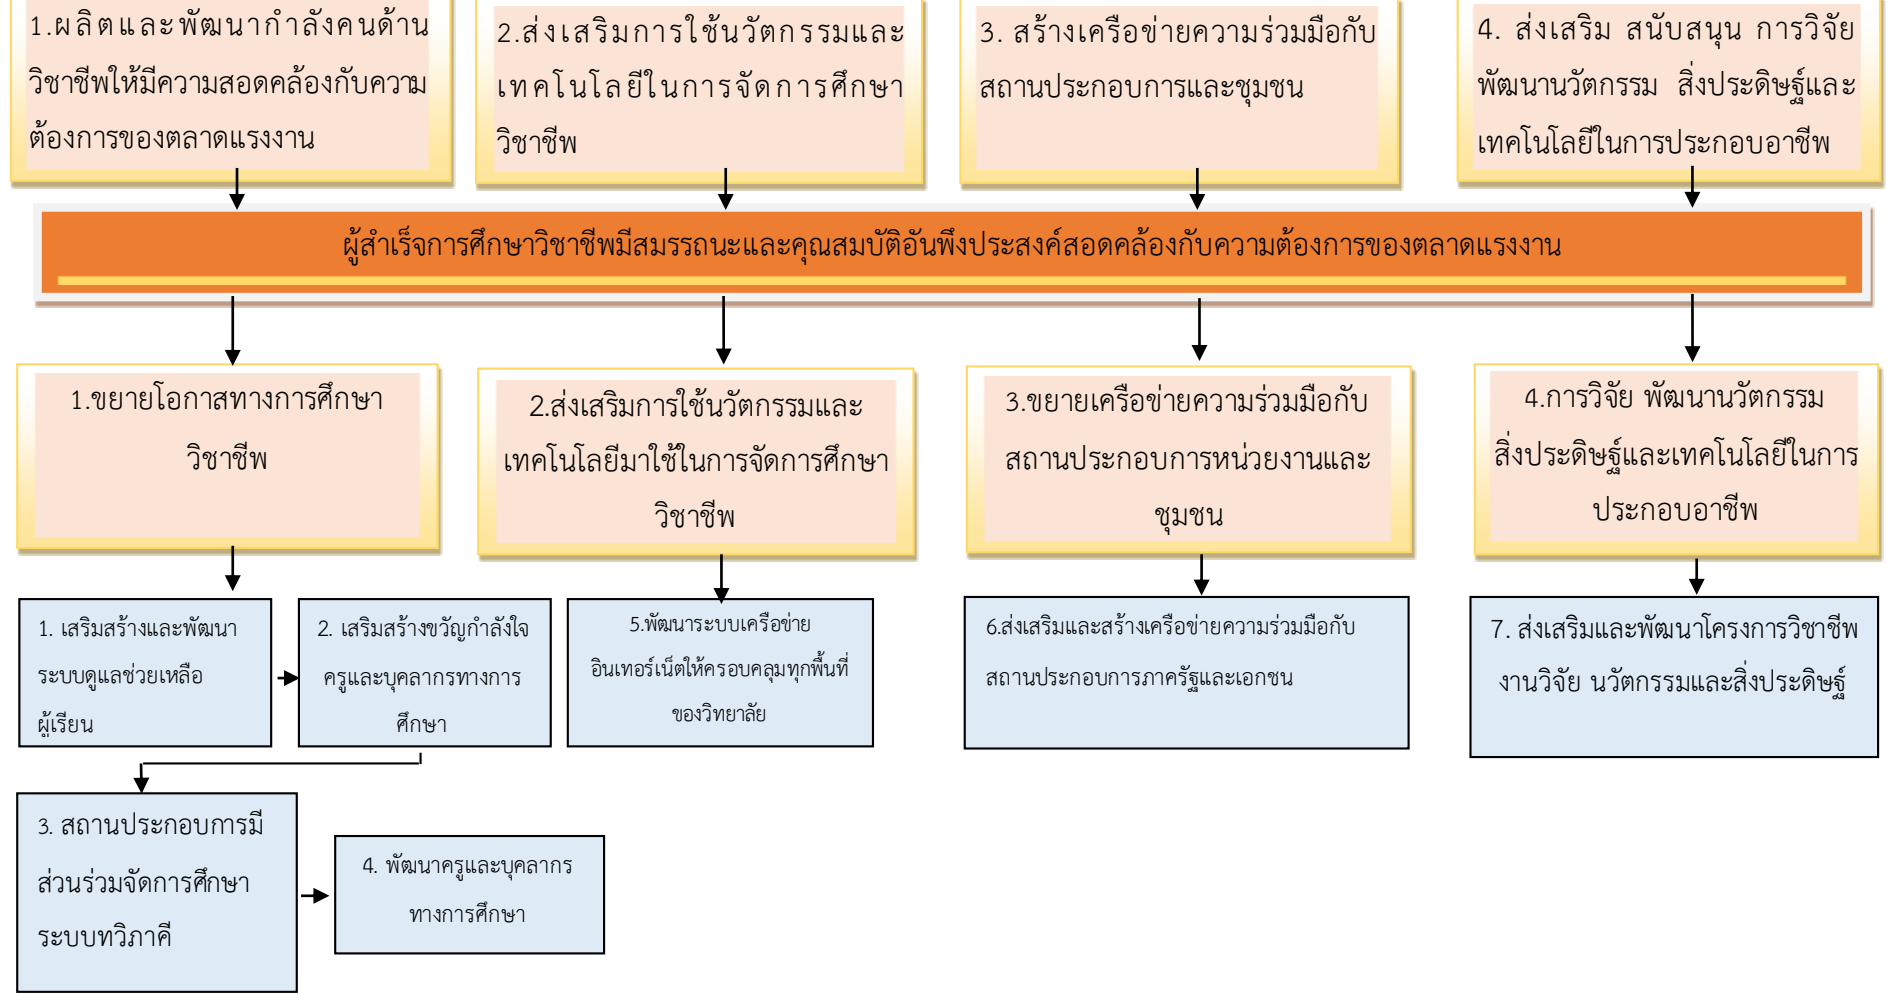 1.ผลิตและพัฒนากำลังคนด้าน
วิชาชีพให้มีความสอดคล้องกับความ
ต้องการของตลาดแรงงาน
2.ส่งเสริมการใช้นวัตกรรมและ
เทคโนโลยีในการจัดการศึกษา
วิชาชีพ
3. สร้างเครือข่ายความร่วมมือกับ
สถานประกอบการและชุมชน
4. ส่งเสริม สนับสนุน การวิจัย
พัฒนานวัตกรรม สิ่งประดิษฐ์และ
เทคโนโลยีในการประกอบอาชีพ
ผู้สำเร็จการศึกษาวิชาชีพมีสมรรถนะและคุณสมบัติอันพึงประสงค์สอดคล้องกับความต้องการของตลาดแรงงาน
1.ขยายโอกาสทางการศึกษา
วิชาชีพ
2.ส่งเสริมการใช้นวัตกรรมและ
เทคโนโลยีมาใช้ในการจัดการศึกษา
วิชาชีพ
3.ขยายเครือข่ายความร่วมมือกับ
สถานประกอบการหน่วยงานและ
ชุมชน
4.การวิจัย พัฒนานวัตกรรม
สิ่งประดิษฐ์และเทคโนโลยีในการ
ประกอบอาชีพ
1. เสริมสร้างและพัฒนา
ระบบดูแลช่วยเหลือ
ผู้เรียน
2. เสริมสร้างขวัญกำลังใจ
ครูและบุคลากรทางการ
ศึกษา
5.พัฒนาระบบเครือข่าย
อินเทอร์เน็ตให้ครอบคลุมทุกพื้นที่
ของวิทยาลัย
6.ส่งเสริมและสร้างเครือข่ายความร่วมมือกับ
สถานประกอบการภาครัฐและเอกชน
7. ส่งเสริมและพัฒนาโครงการวิชาชีพ
งานวิจัย นวัตกรรมและสิ่งประดิษฐ์
3. สถานประกอบการมี
ส่วนร่วมจัดการศึกษา
ระบบทวิภาคี
4. พัฒนาครูและบุคลากร
ทางการศึกษา